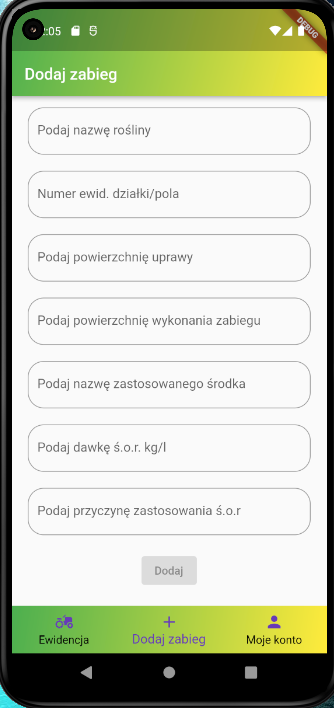 :05
DEBUG
Dodaj zabieg
Podaj nazwę rośliny
Numer ewid. działki/pola
Podaj powierzchnię uprawy
Podaj powierzchnię wykonania zabiegu
Podaj nazwę zastosowanego środka
Podaj dawkę ś.o.r. kg/l
Podaj przyczynę zastosowania ś.o.r
Dodaj
Ewidencja
Dodaj zabieg
Moje konto